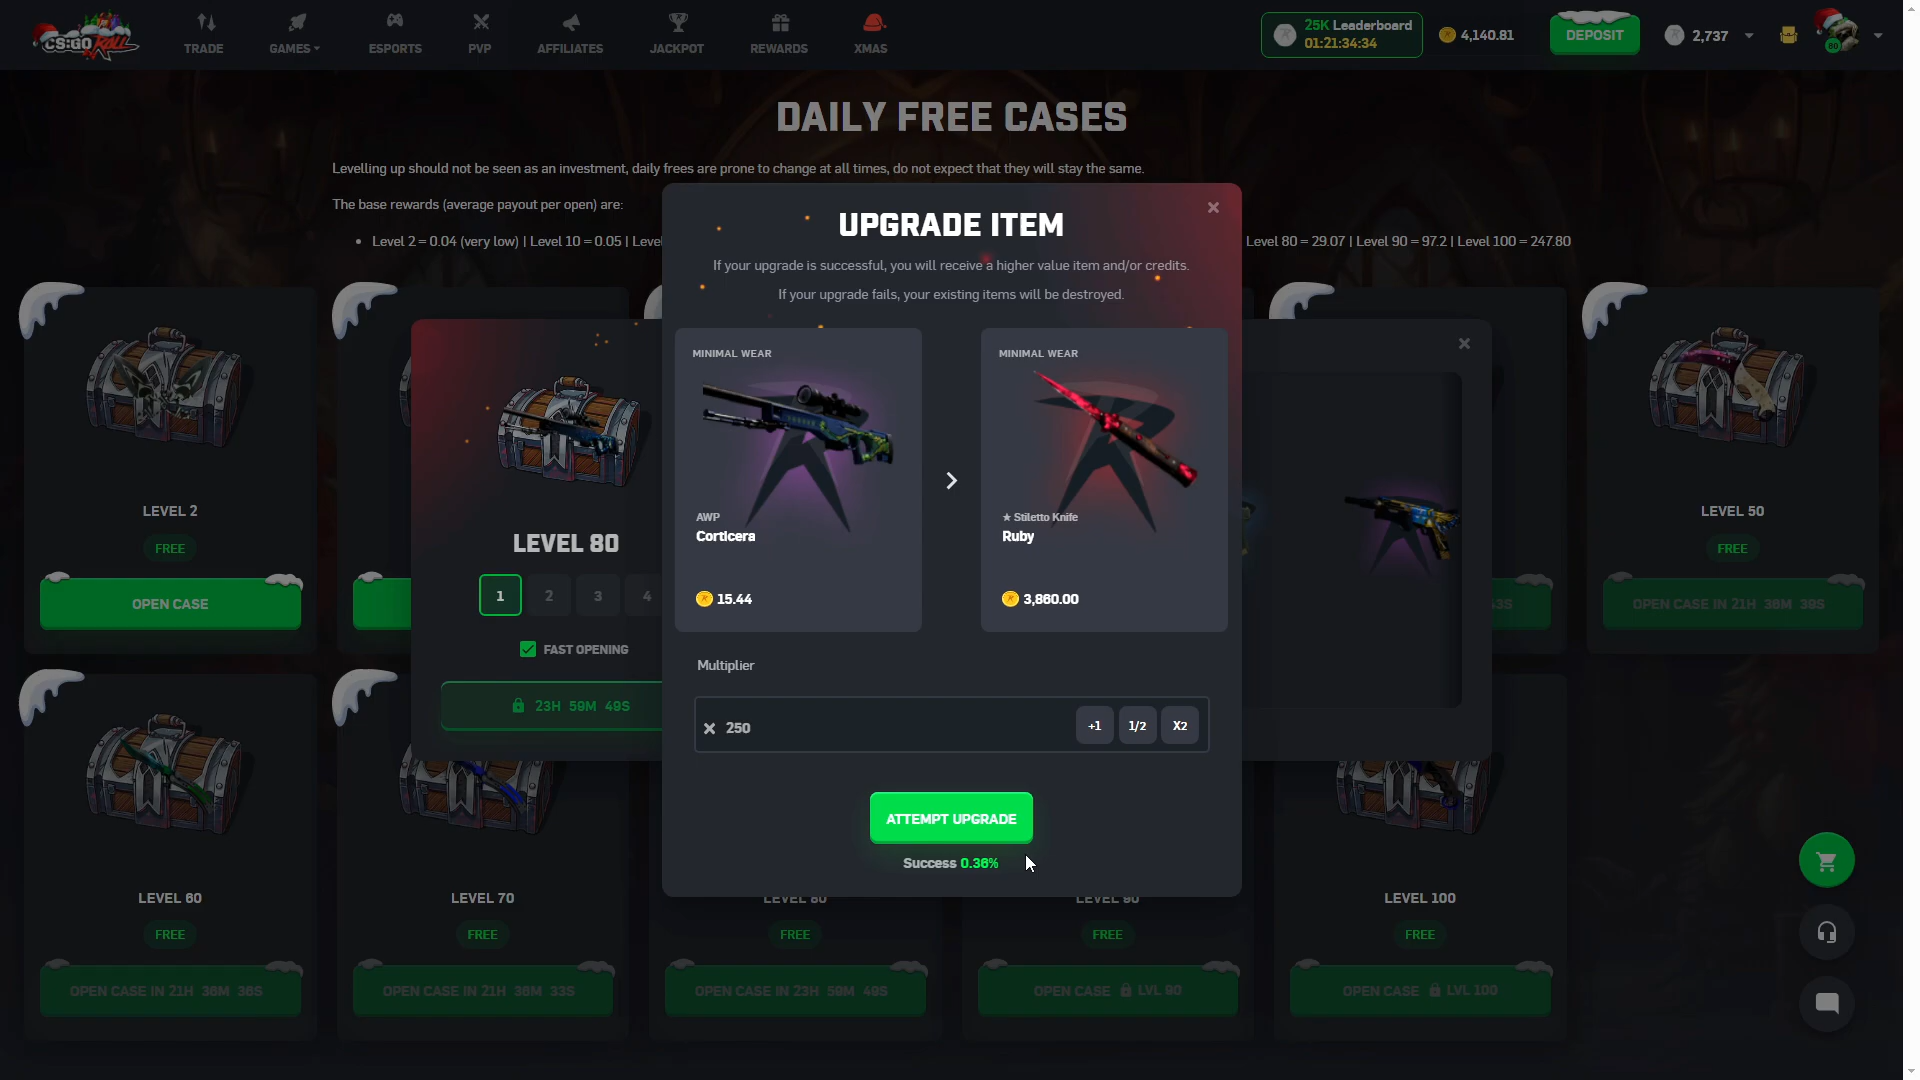 CS:GO ROLL
TRADE
GAMES
ESPORTS
PVP
AFFILIATES
JACKPOT
REWARDS
XMAS
25K Leaderboard
01:21:34:34
4,140.81
DEPOSIT
2,737
80
DAILY FREE CASES
Levelling up should not be seen as an investment, daily frees are prone to change at all times, do not expect that they will stay the same.
The base rewards (average payout per open) are:
• Level 2 = 0.04 (very low) | Level 10 = 0.05 | Level
Level 80 = 29.07 | Level 90 = 97.2 | Level 100 = 247.80
UPGRADE ITEM
If your upgrade is successful, you will receive a higher value item and/or credits.
If your upgrade fails, your existing items will be destroyed.
MINIMAL WEAR
AWP
Corticera
15.44
MINIMAL WEAR
★ Stiletto Knife
Ruby
3,860.00
Multiplier
250
+1
1/2
X2
ATTEMPT UPGRADE
Success 0.36%
LEVEL 80
1
2
3
4
FAST OPENING
23H 59M 49S
LEVEL 2
FREE
OPEN CASE
LEVEL 50
FREE
OPEN CASE IN 21H 36M 39S
LEVEL 60
FREE
OPEN CASE IN 21H 36M 36S
LEVEL 70
FREE
OPEN CASE IN 21H 36M 33S
LEVEL 80
FREE
OPEN CASE IN 23H 59M 49S
LEVEL 90
FREE
OPEN CASE LVL 90
LEVEL 100
FREE
OPEN CASE LVL 100